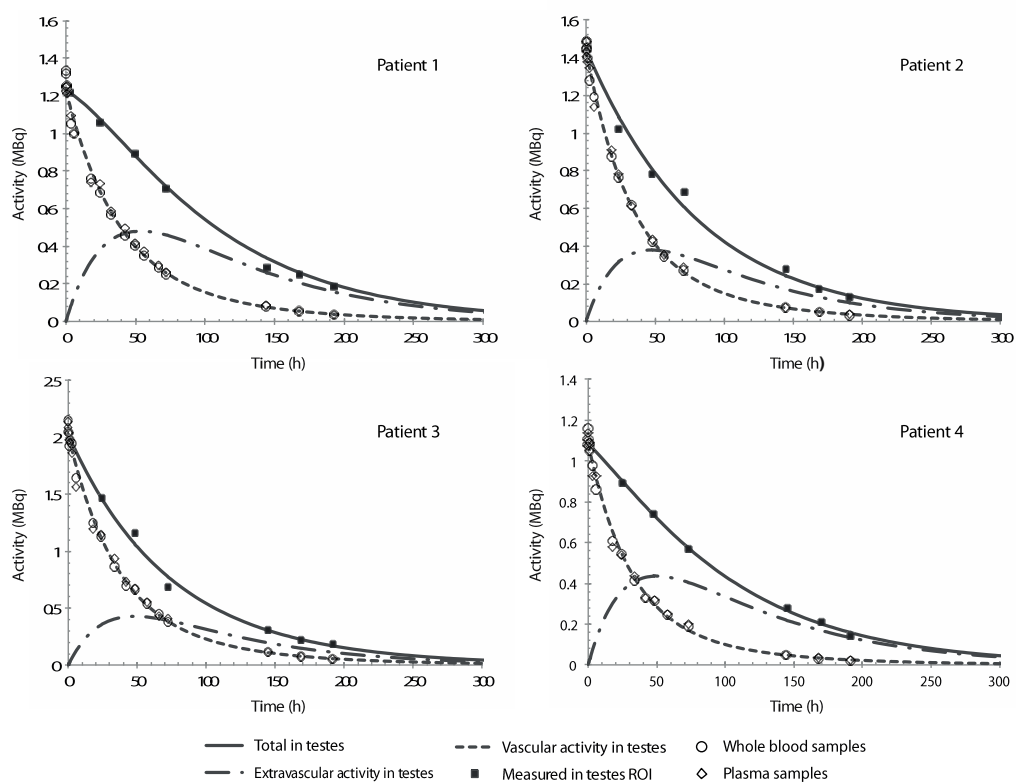 1.6
1.4
1.2
1
0.8
0.6
0.4
0.2
0
Activity (MBq)
Patient 1
0 50 100 150 200 250 300
Time (h)
1.6
1.4
1.2
1
0.8
0.6
0.4
0.2
0
Activity (MBq)
Patient 2
0 50 100 150 200 250 300
Time (h)
2.5
2
1.5
1
0.5
0
Activity (MBq)
Patient 3
0 50 100 150 200 250 300
Time (h)
1.4
1.2
1
0.8
0.6
0.4
0.2
0
Activity (MBq)
Patient 4
0 50 100 150 200 250 300
Time (h)
Total in testes
Vascular activity in testes
Whole blood samples
Extravascular activity in testes
Measured in testes ROI
Plasma samples